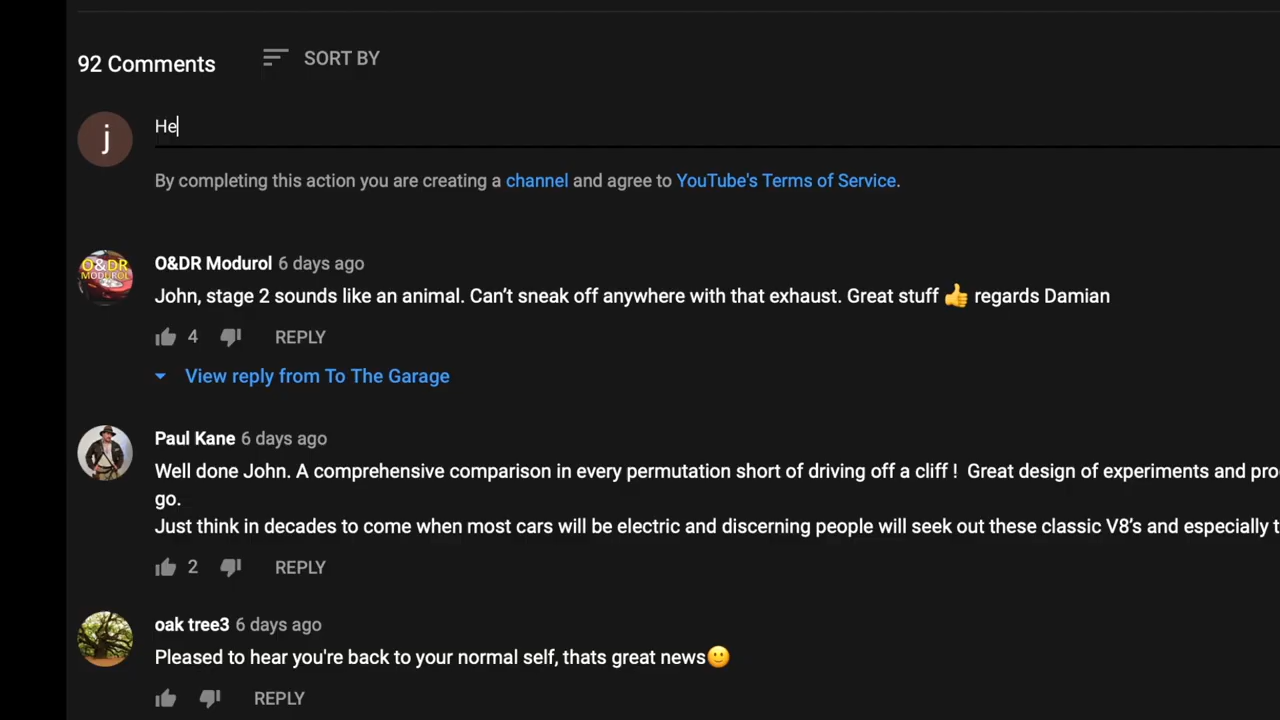 92 Comments SORT BY
j
He
By completing this action you are creating a channel and agree to YouTube's Terms of Service.
O&DR Modurol 6 days ago
O&DR
MODUROL
John, stage 2 sounds like an animal. Can’t sneak off anywhere with that exhaust. Great stuff 👍 regards Damian
4 REPLY
View reply from To The Garage
Paul Kane 6 days ago
Well done John. A comprehensive comparison in every permutation short of driving off a cliff ! Great design of experiments and pro
go.
Just think in decades to come when most cars will be electric and discerning people will seek out these classic V8’s and especially t
2 REPLY
oak tree3 6 days ago
Pleased to hear you're back to your normal self, thats great news🙂
REPLY